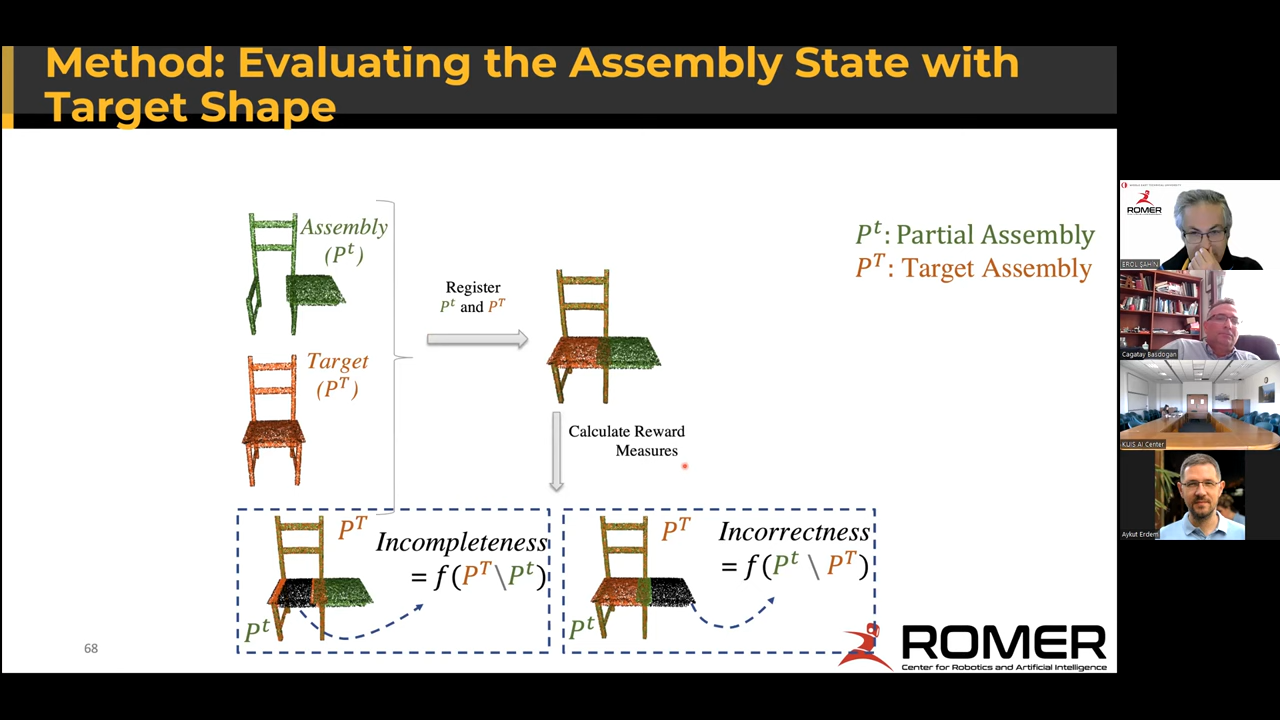 Method: Evaluating the Assembly State with
Target Shape
Assembly
(P^t)
Target
(P^T)
Register
P^t and P^T
P^t: Partial Assembly
P^T: Target Assembly
Calculate Reward
Measures
P^T
Incompleteness
= f(P^T\P^t)
P^t
P^T
Incorrectness
= f(P^t \ P^T)
P^t
68
ROMER
Center for Robotics and Artificial Intelligence
ROMER
EROL ŞAHİN
Cagatay Basdogan
KUIS AI Center
Aykut Erdem